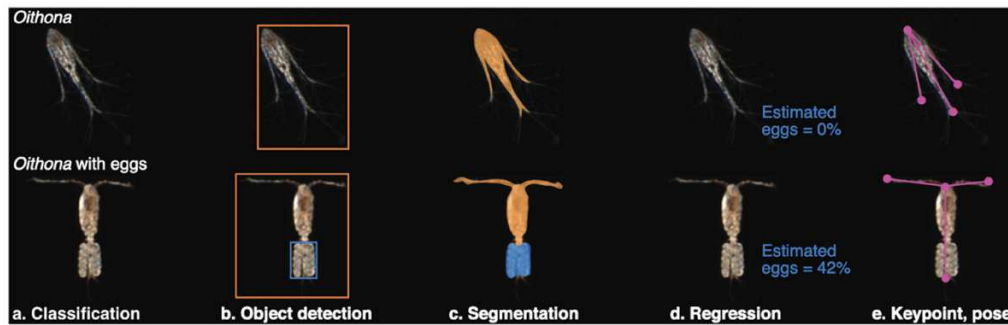 Oithona
Estimated
eggs = 0%
Oithona with eggs
Estimated
eggs = 42%
a. Classification
b. Object detection
c. Segmentation
d. Regression
e. Keypoint, pose